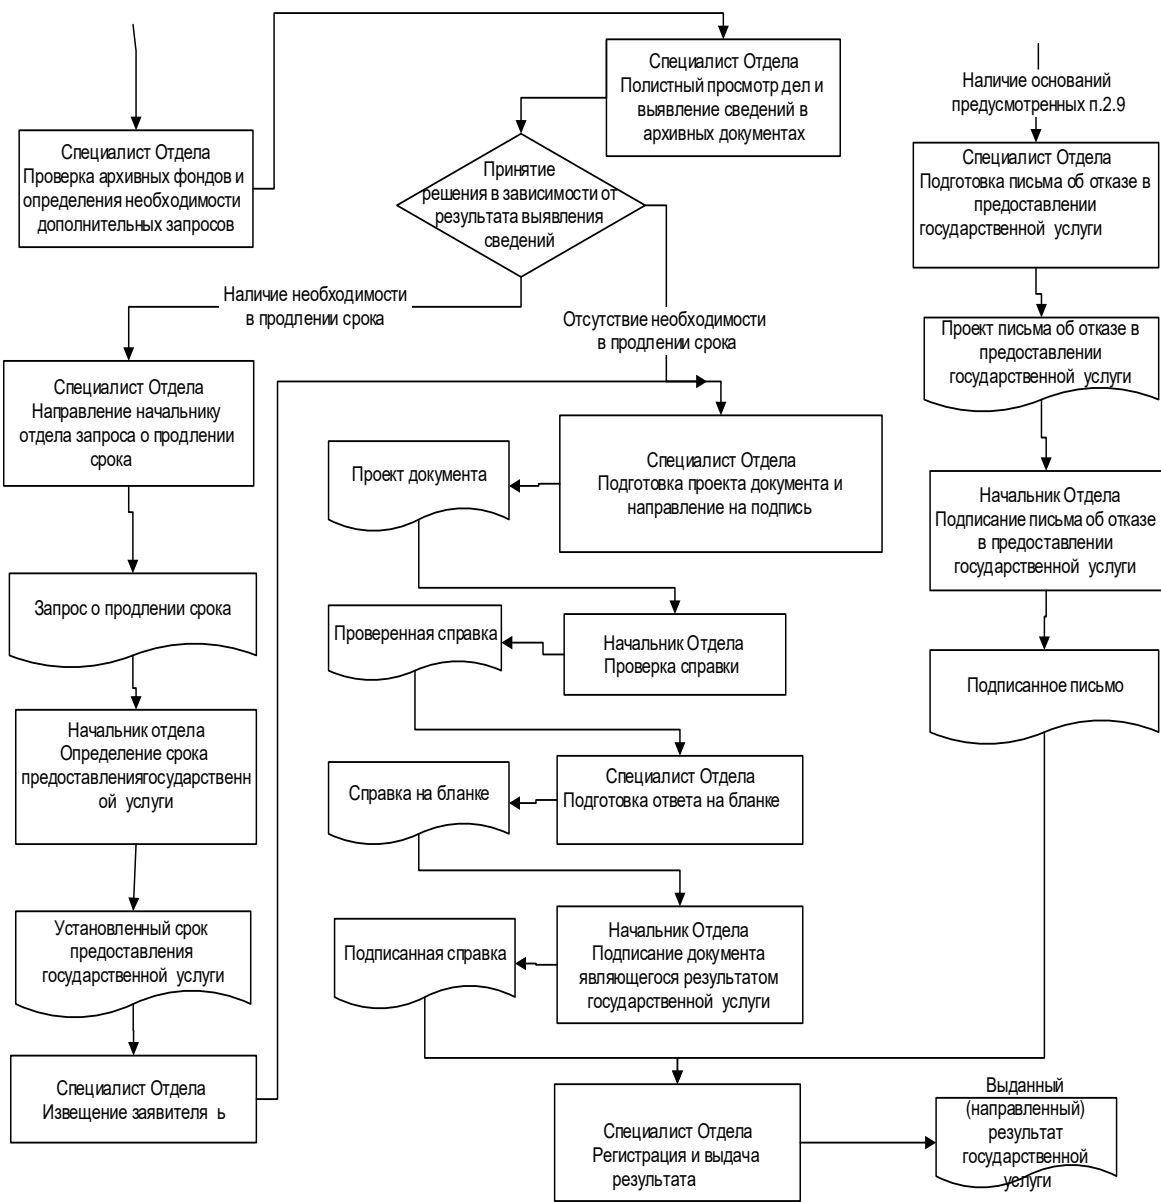 Специалист Отдела
Проверка архивных фондов и
определения необходимости
дополнительных запросов
Специалист Отдела
Полистный просмотр дел и
выявление сведений в
архивных документах
Принятие
решения в зависимости от
результата выявления
сведений
Наличие необходимости
в продлении срока
Отсутствие необходимости
в продлении срока
Специалист Отдела
Направление начальнику
отдела запроса о продлении
срока
Запрос о продлении срока
Начальник отдела
Определение срока
предоставлениягосударственн
ой услуги
Установленный срок
предоставления
государственной услуги
Специалист Отдела
Извещение заявителя ь
Специалист Отдела
Подготовка проекта документа и
направление на подпись
Проект документа
Начальник Отдела
Проверка справки
Проверенная справка
Специалист Отдела
Подготовка ответа на бланке
Справка на бланке
Начальник Отдела
Подписание документа
являющегося результатом
государственной услуги
Подписанная справка
Наличие оснований
предусмотренных п.2.9
Специалист Отдела
Подготовка письма об отказе в
предоставлении
государственной услуги
Проект письма об отказе в
предоставлении
государственной услуги
Начальник Отдела
Подписание письма об отказе
в предоставлении
государственной услуги
Подписанное письмо
Специалист Отдела
Регистрация и выдача
результата
Выданный
(направленный)
результат
государственной
услуги